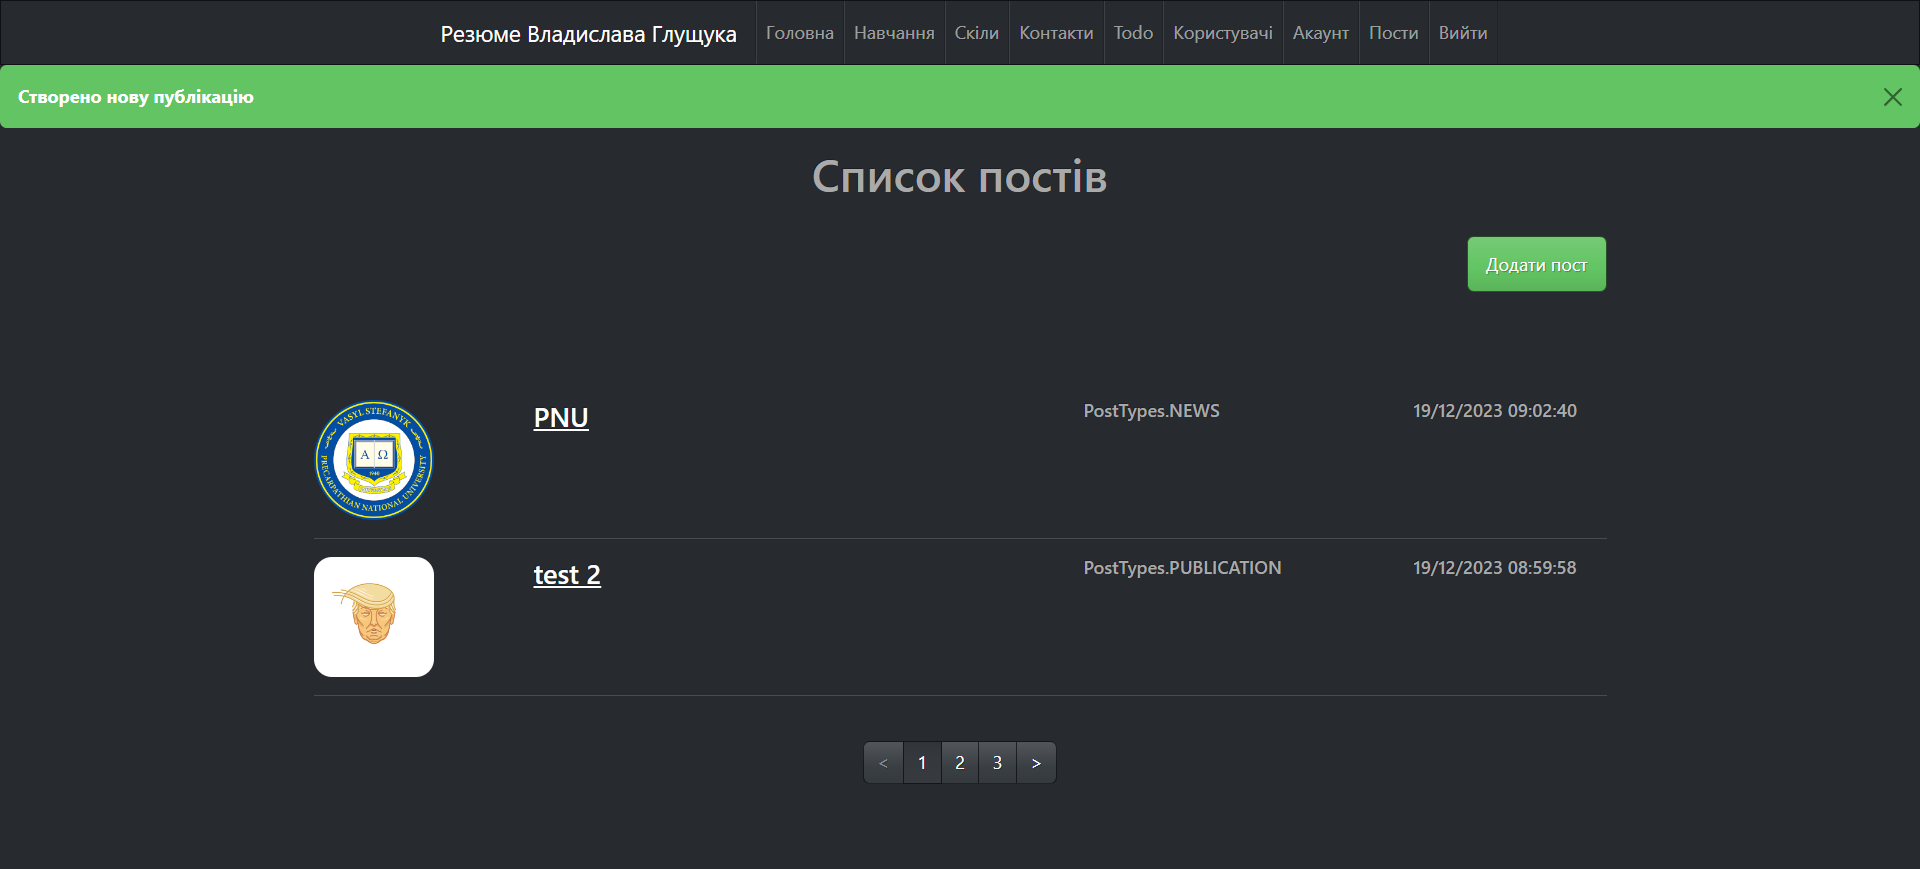 Резюме Владислава Глущука Головна Навчання Скіли Контакти Todo Користувачі Акаунт Пости Вийти
Створено нову публікацію
Список постів
Додати пост
VASYL STEFANYK
PRECARPATHIAN NATIONAL UNIVERSITY
Α Ω
1940
PNU PostTypes.NEWS 19/12/2023 09:02:40
test 2 PostTypes.PUBLICATION 19/12/2023 08:59:58
< 1 2 3 >